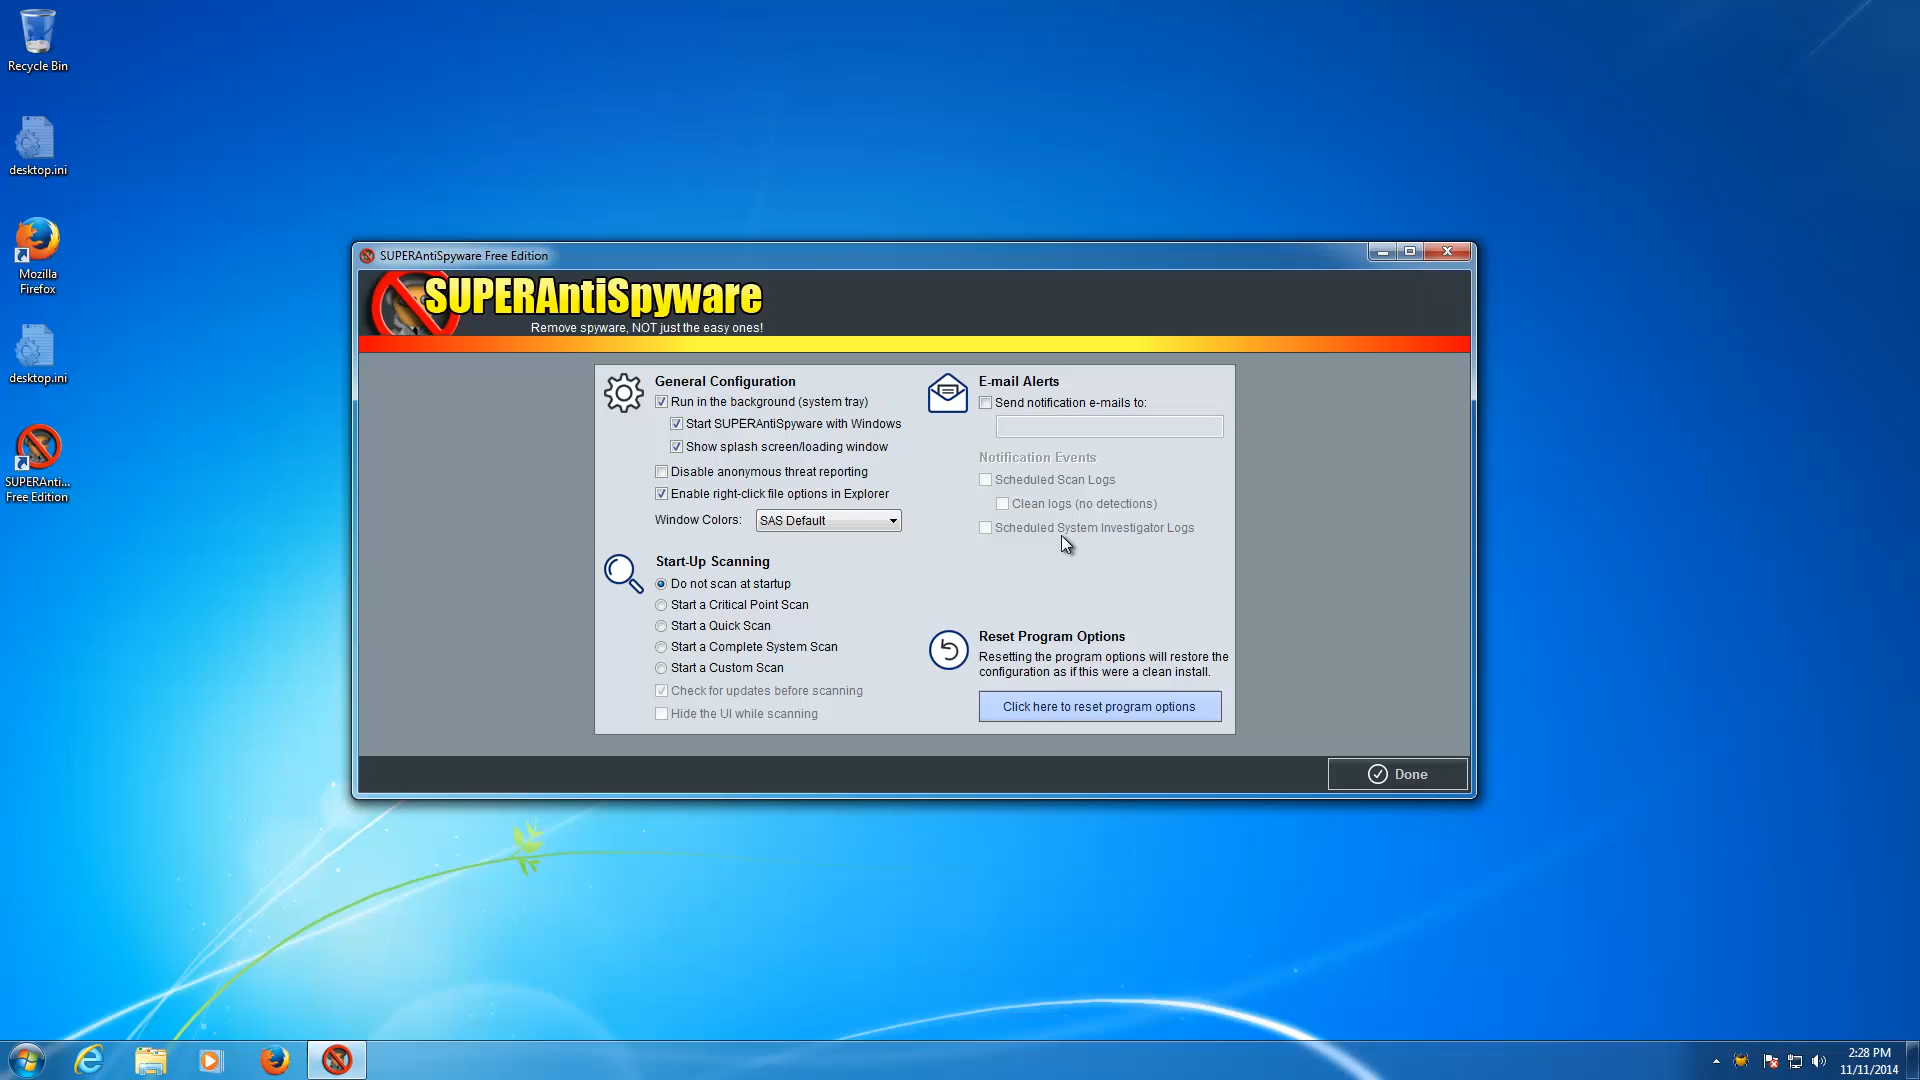 Recycle Bin
desktop.ini
Mozilla
Firefox
desktop.ini
SUPERAnti...
Free Edition
SUPERAntiSpyware Free Edition
SUPERAntiSpyware
Remove spyware, NOT just the easy ones!
General Configuration
Run in the background (system tray)
Start SUPERAntiSpyware with Windows
Show splash screen/loading window
Disable anonymous threat reporting
Enable right-click file options in Explorer
Window Colors: SAS Default
Start-Up Scanning
Do not scan at startup
Start a Critical Point Scan
Start a Quick Scan
Start a Complete System Scan
Start a Custom Scan
Check for updates before scanning
Hide the UI while scanning
E-mail Alerts
Send notification e-mails to:
Notification Events
Scheduled Scan Logs
Clean logs (no detections)
Scheduled System Investigator Logs
Reset Program Options
Resetting the program options will restore the
configuration as if this were a clean install.
Click here to reset program options
Done
2:28 PM
11/11/2014